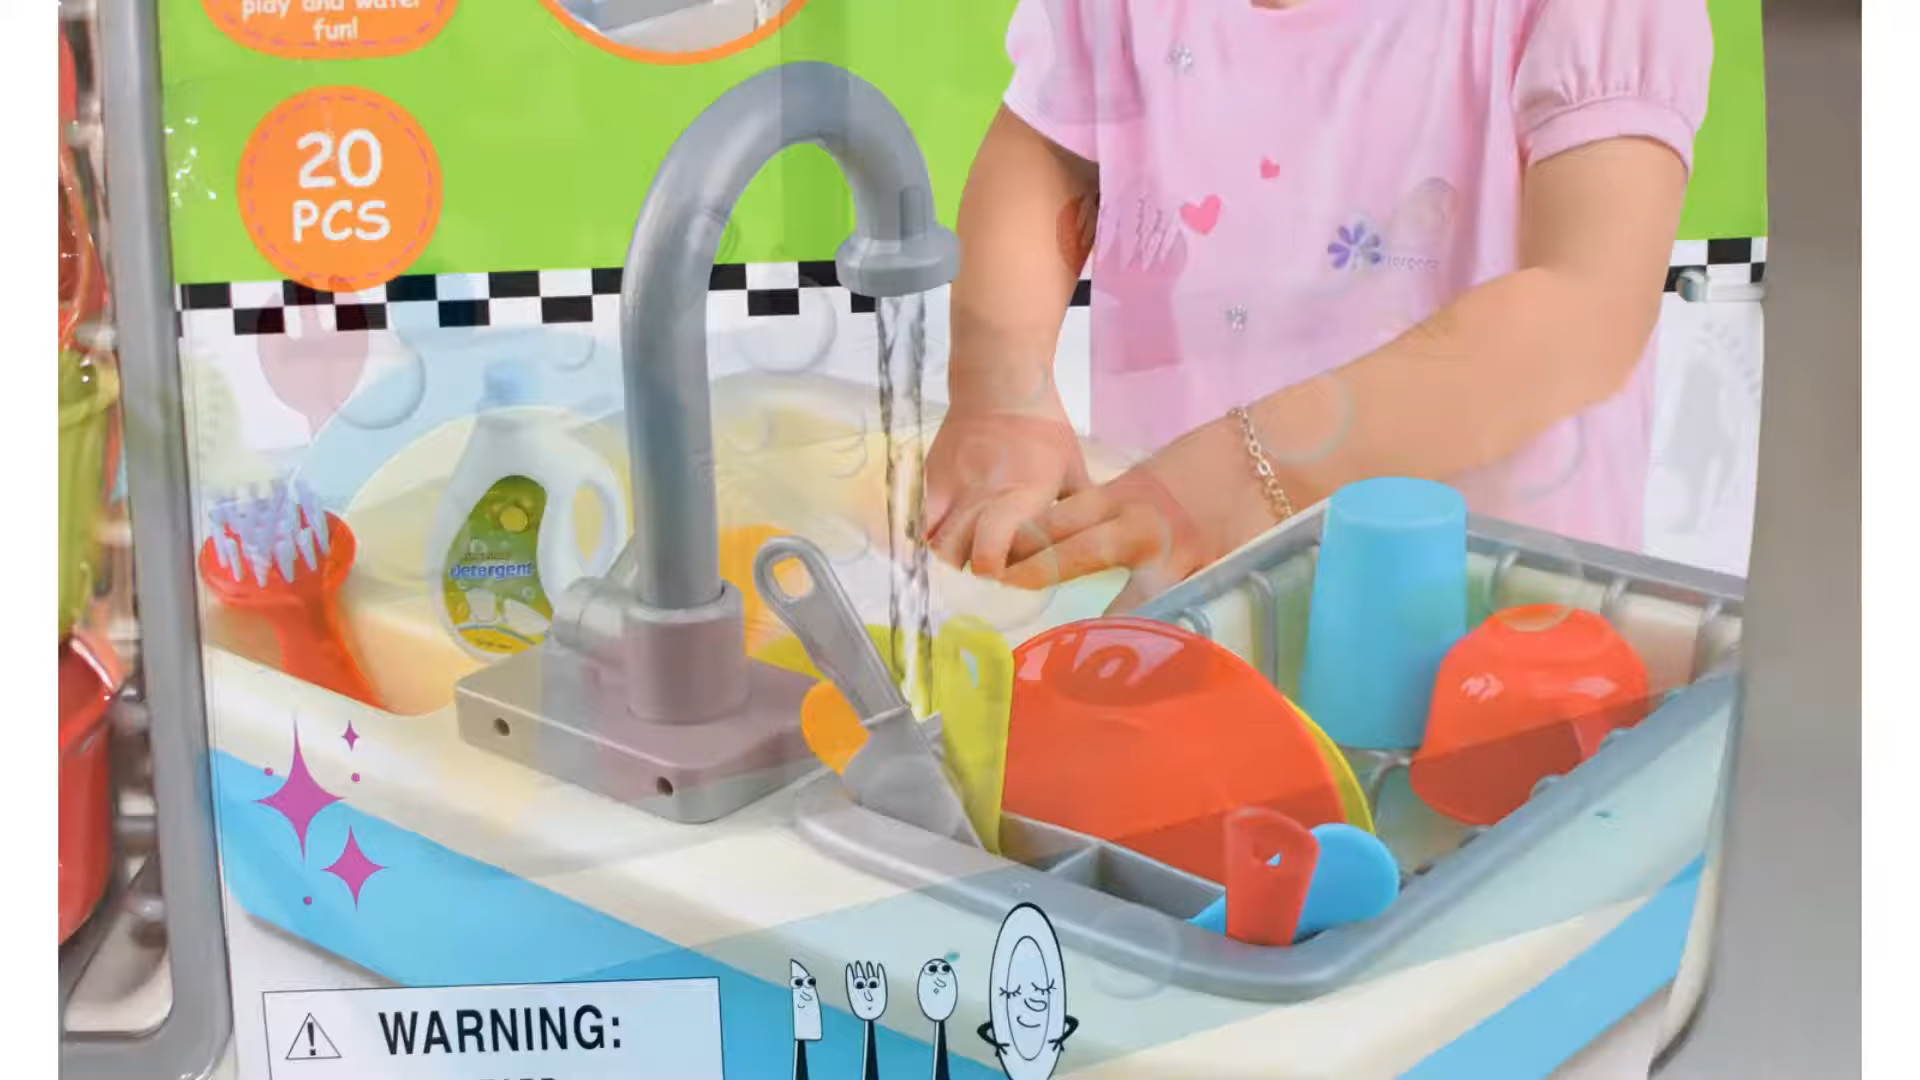 play and water
fun!
20
PCS
Detergent
WARNING: